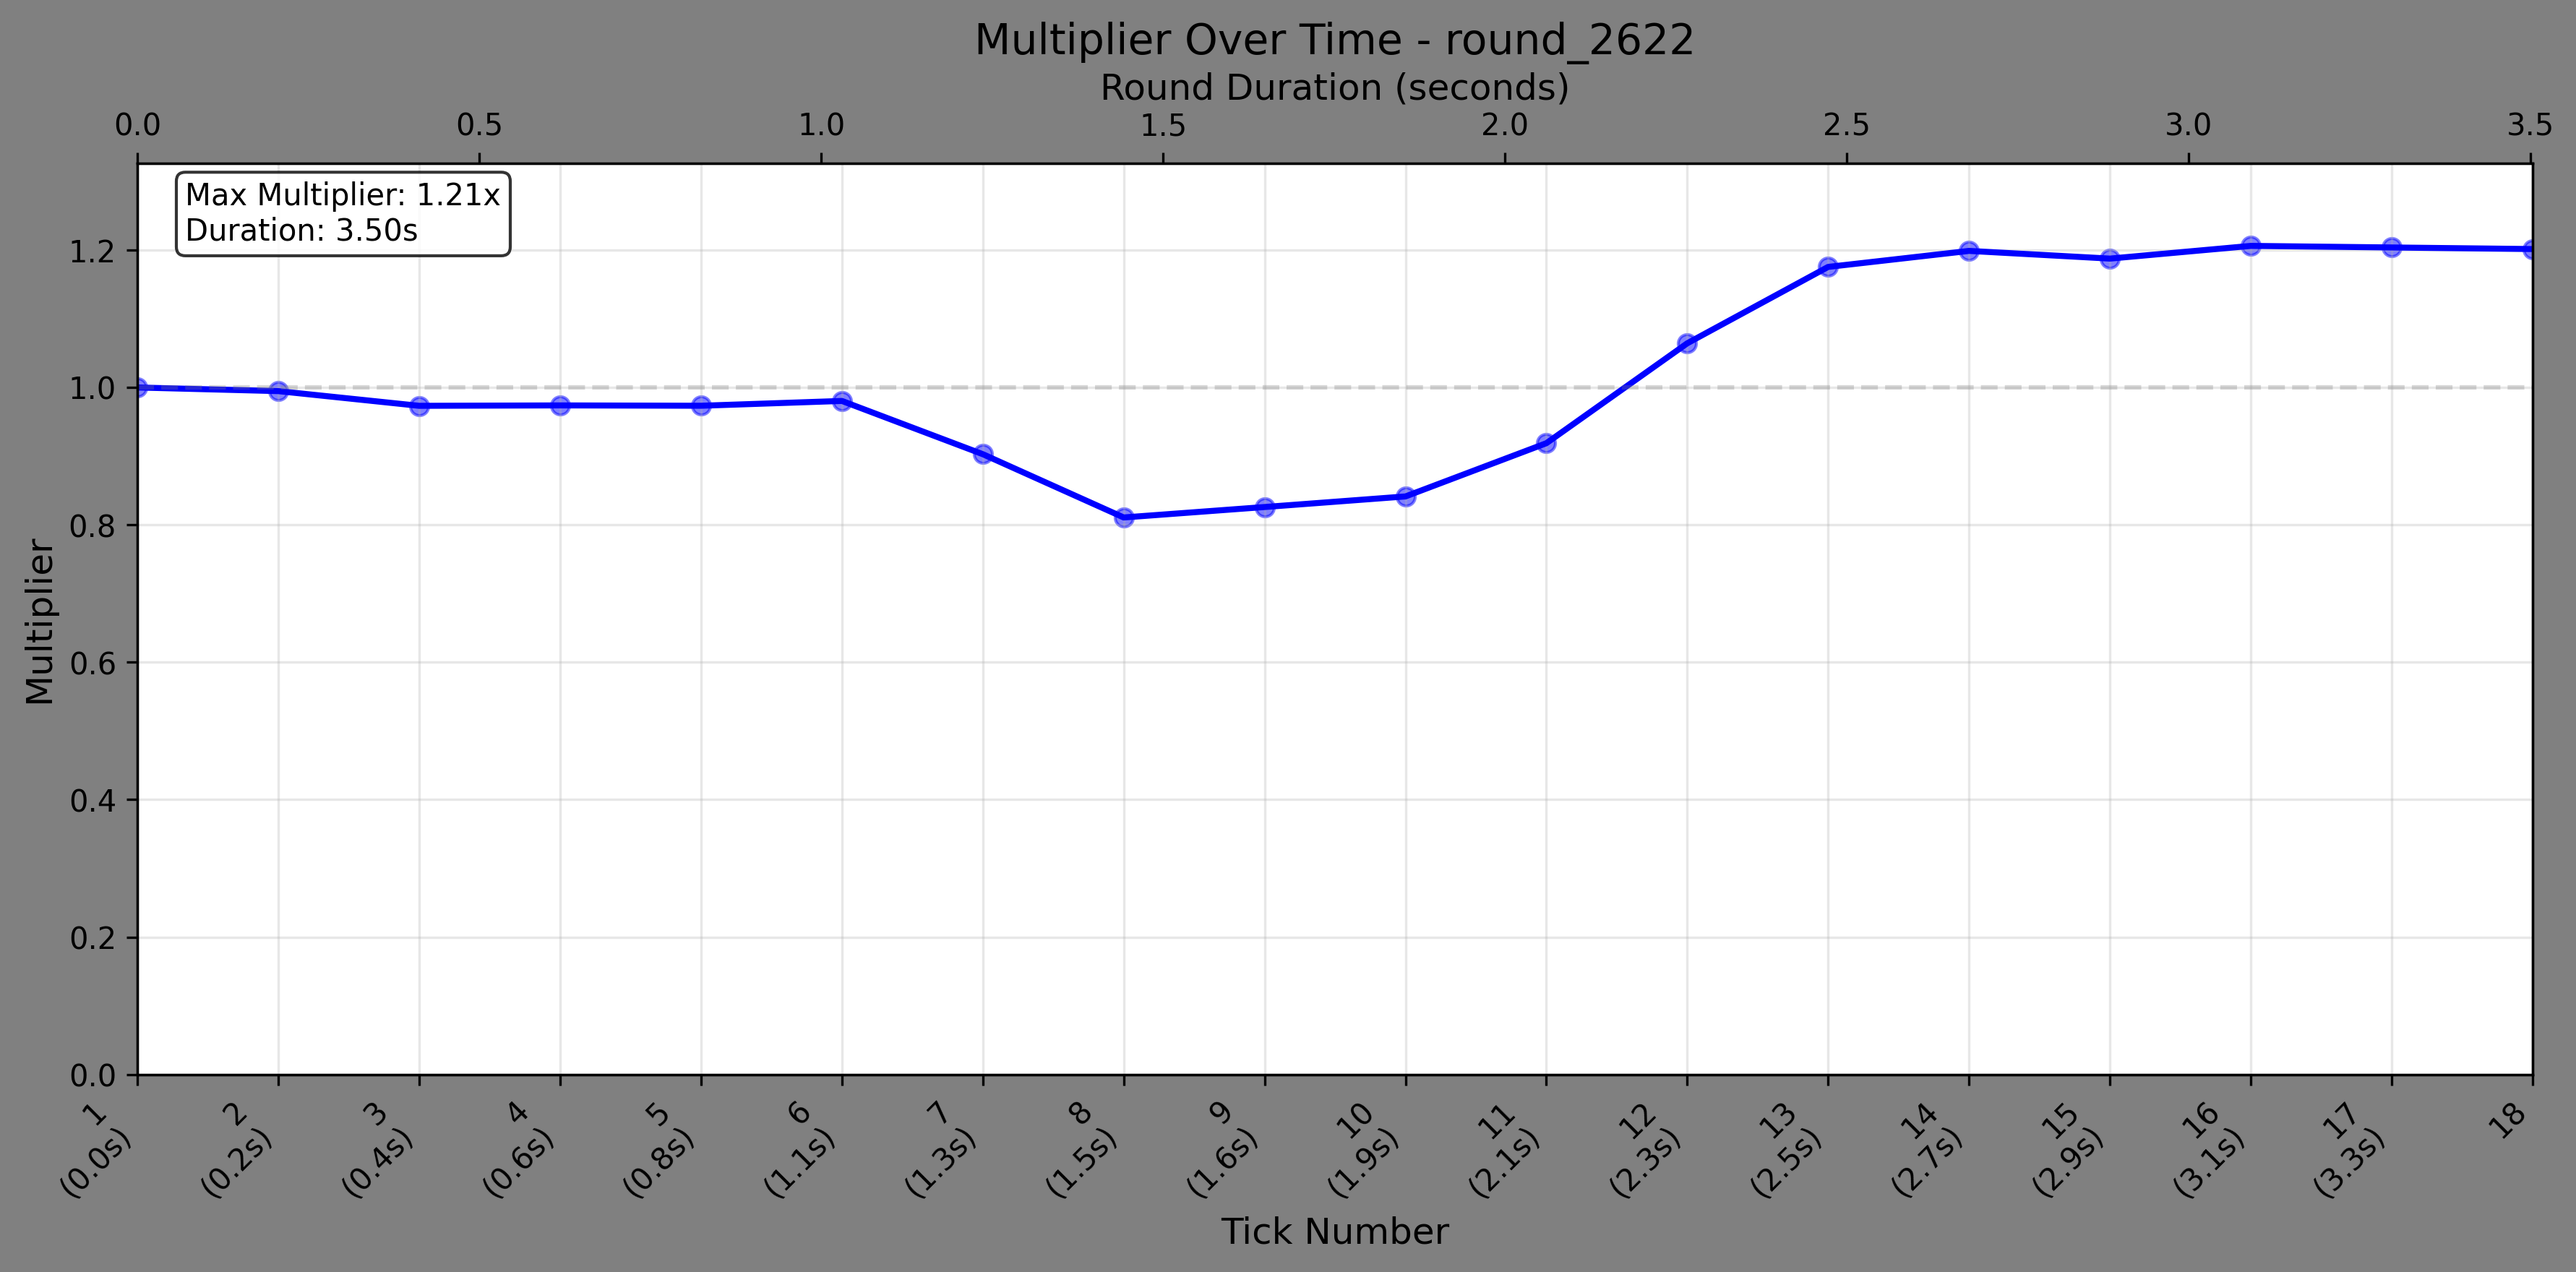 Multiplier Over Time - round_2622
Round Duration (seconds)
0.0 0.5 1.0 1.5 2.0 2.5 3.0 3.5
Max Multiplier: 1.21x
Duration: 3.50s
Multiplier
1.2
1.0
0.8
0.6
0.4
0.2
0.0
1
(0.0s)
2
(0.2s)
3
(0.4s)
4
(0.6s)
5
(0.8s)
6
(1.1s)
7
(1.3s)
8
(1.5s)
9
(1.6s)
10
(1.9s)
11
(2.1s)
12
(2.3s)
13
(2.5s)
14
(2.7s)
15
(2.9s)
16
(3.1s)
17
(3.3s)
18
Tick Number